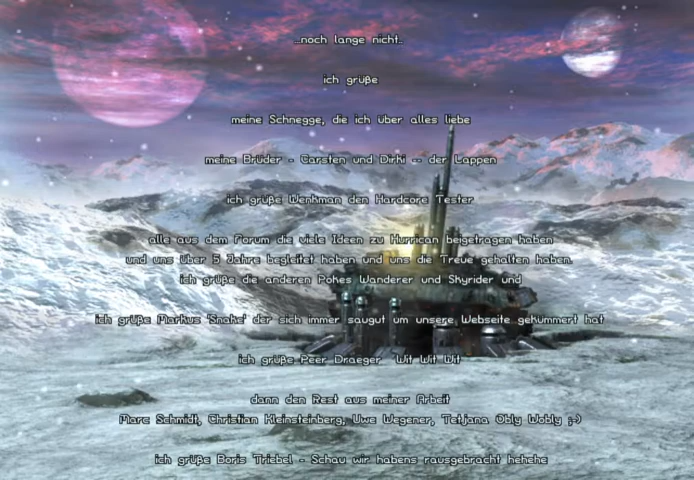 ...noch lange nicht..
ich grüße
meine Schnegge, die ich über alles liebe
meine Brüder - Carsten und Dirki -- der Lappen
ich grüße Wenkman den Hardcore Tester
alle aus dem Forum die viele Ideen zu Hurrican beigetragen haben
und uns über 5 Jahre begleitet haben und uns die Treue gehalten haben.
ich grüße die anderen Pokes Wanderer und Skyrider und
ich grüße Markus 'Snake' der sich immer saugut um unsere Webseite gekümmert hat
ich grüße Peer Draeger  Wit Wit Wit
dann den Rest aus meiner Arbeit
Marc Schmidt, Christian Kleinsteinberg, Uwe Wegener, Tetjana Obly Wobly ;-)
ich grüße Boris Triebel - Schau wir habens rausgebracht hehehe